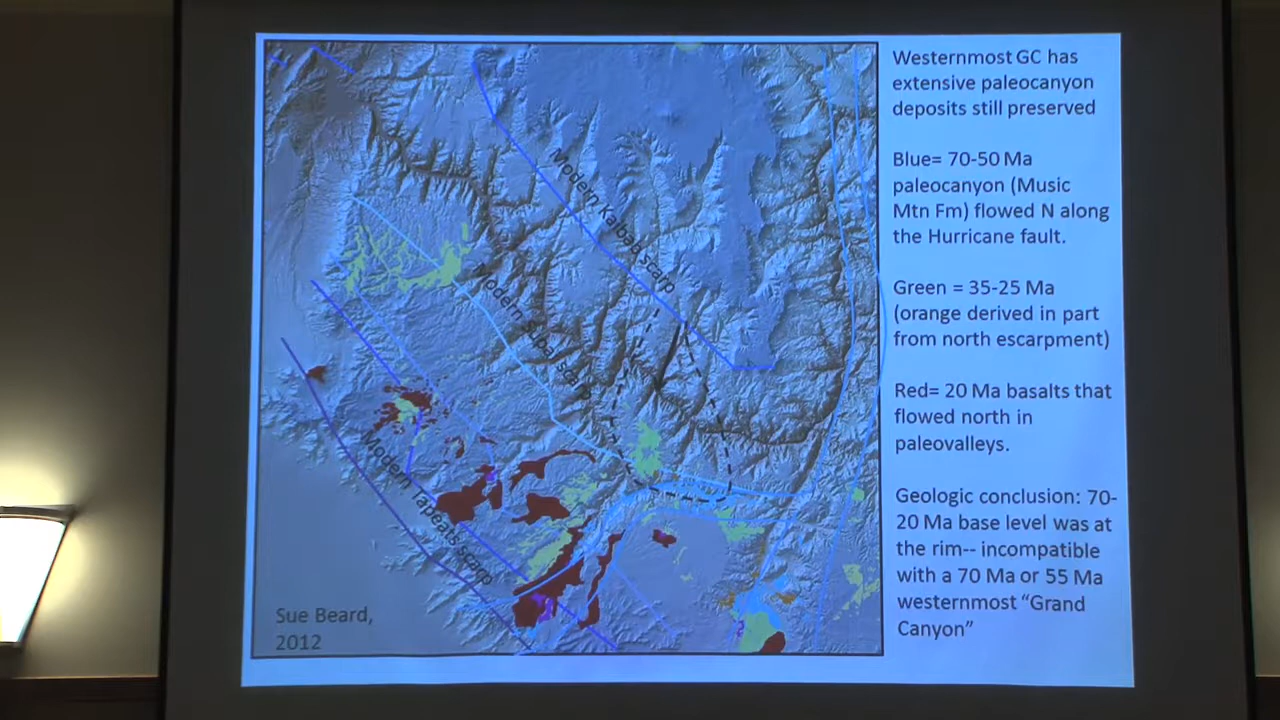 Westernmost GC has
extensive paleocanyon
deposits still preserved
Blue= 70-50 Ma
paleocanyon (Music
Mtn Fm) flowed N along
the Hurricane fault.
Green = 35-25 Ma
(orange derived in part
from north escarpment)
Red= 20 Ma basalts that
flowed north in
paleovalleys.
Geologic conclusion: 70-
20 Ma base level was at
the rim-- incompatible
with a 70 Ma or 55 Ma
westernmost “Grand
Canyon”
Modern Kaibab scarp
Modern scarp
Modern Tapeats scarp
Sue Beard,
2012